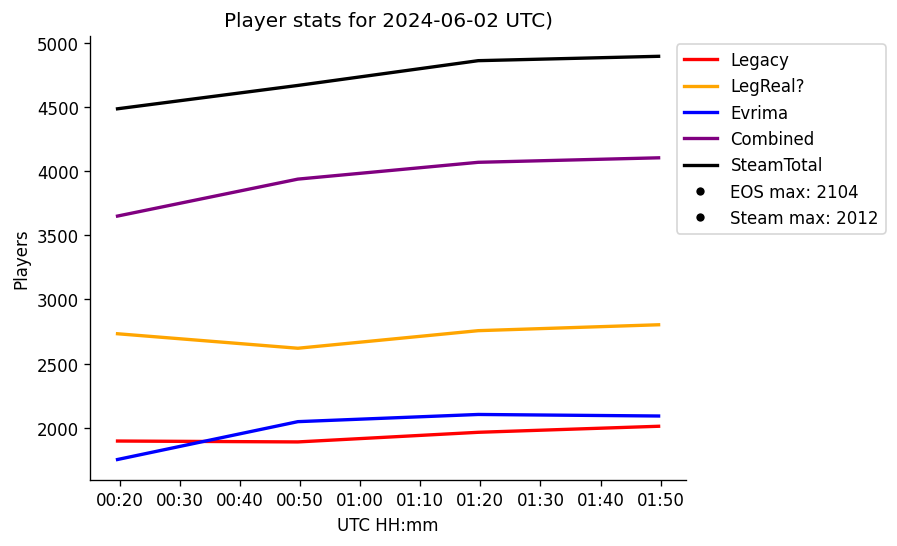 Player stats for 2024-06-02 UTC)
5000
4500
4000
3500
3000
2500
2000
Players
00:20 00:30 00:40 00:50 01:00 01:10 01:20 01:30 01:40 01:50
UTC HH:mm
Legacy
LegReal?
Evrima
Combined
SteamTotal
EOS max: 2104
Steam max: 2012